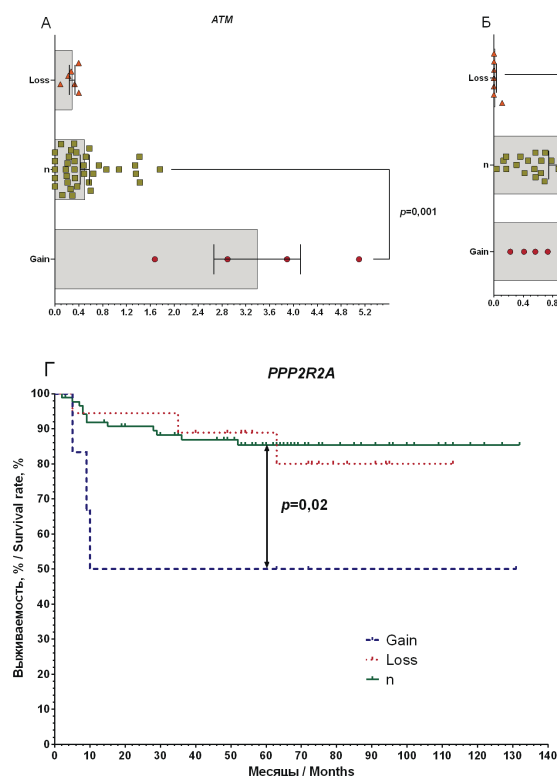 А
ATM
Loss
n
Gain
p=0,001
0.0 0.4 0.8 1.2 1.6 2.0 2.4 2.8 3.2 3.6 4.0 4.4 4.8 5.2
Б
Loss
n
Gain
0.0 0.4 0.8
Г
PPP2R2A
Выживаемость, % / Survival rate, %
100
90
80
70
60
50
40
30
20
10
0
p=0,02
Gain
Loss
n
0 10 20 30 40 50 60 70 80 90 100 110 120 130 140
Месяцы / Months